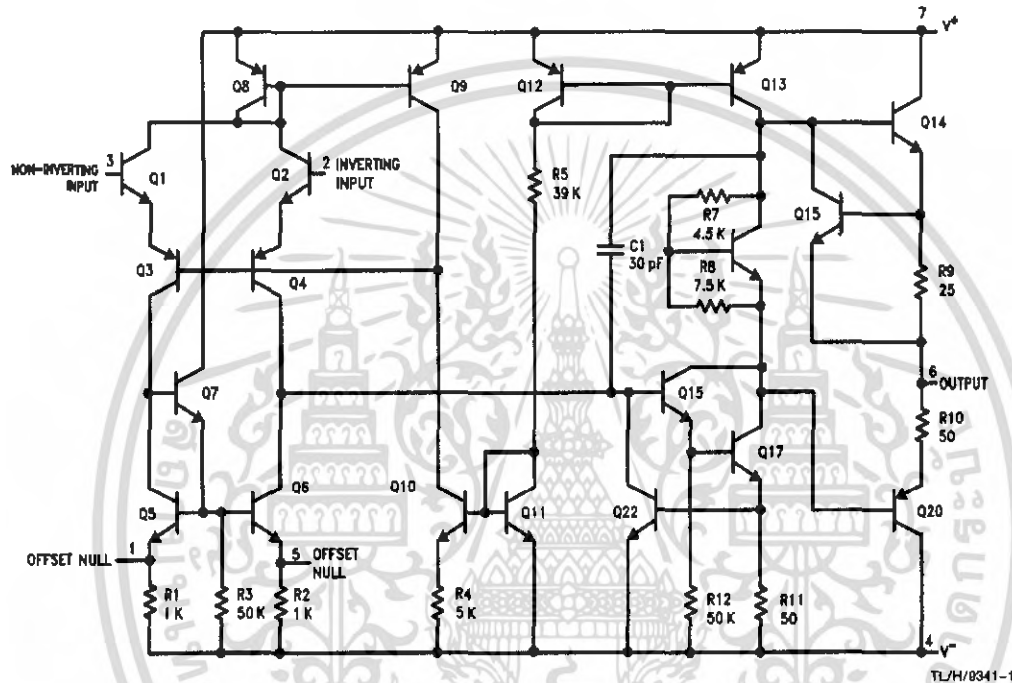 7 V+
Q8
Q9
Q12
Q13
Q14
3
NON-INVERTING
INPUT
Q1
Q2
2 INVERTING
INPUT
R5
39 K
R7
4.5 K
Q15
C1
30 pF
R8
7.5 K
R9
25
Q3
Q4
6
OUTPUT
Q7
Q15
R10
50
Q17
Q5
Q6
Q10
Q11
Q22
Q20
OFFSET NULL 1
5 OFFSET
NULL
R1
1 K
R3
50 K
R2
1 K
R4
5 K
R12
50 K
R11
50
4
V-
TL/H/9341-1